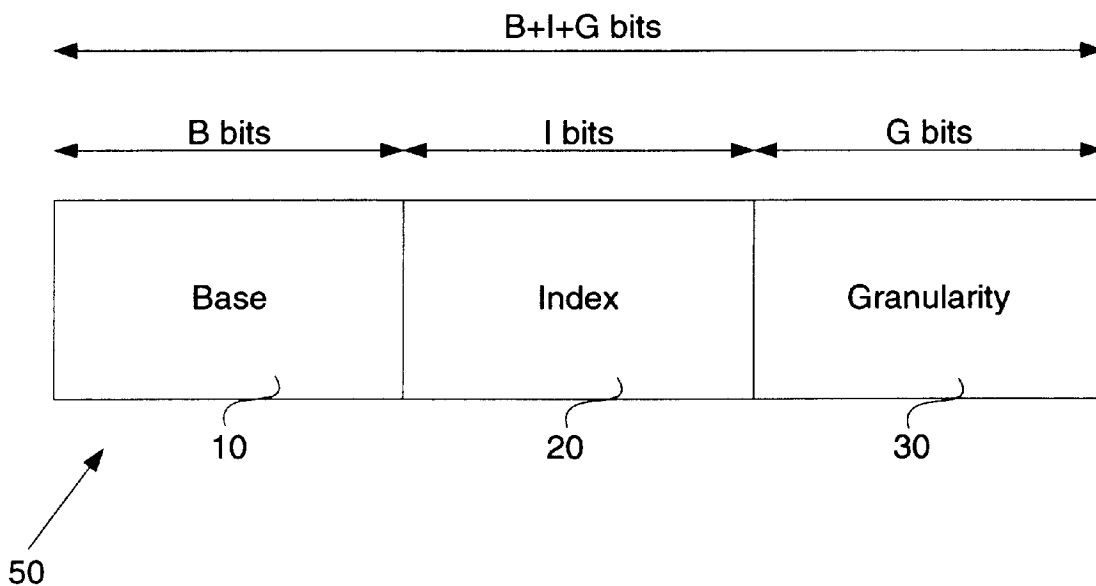 B+I+G bits
B bits I bits G bits
Base Index Granularity
10 20 30
50